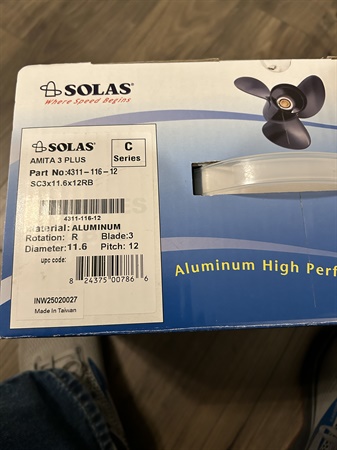 SOLAS
Where Speed Begins
SOLAS
C
Series
AMITA 3 PLUS
Part No:4311-116-12
SC3x11.6x12RB
4311-116-12
Material: ALUMINUM
Rotation: R Blade:3
Diameter:11.6 Pitch: 12
upc code:
8 24375 00786 6
INW25020027
Made In Taiwan
Aluminum High Perf